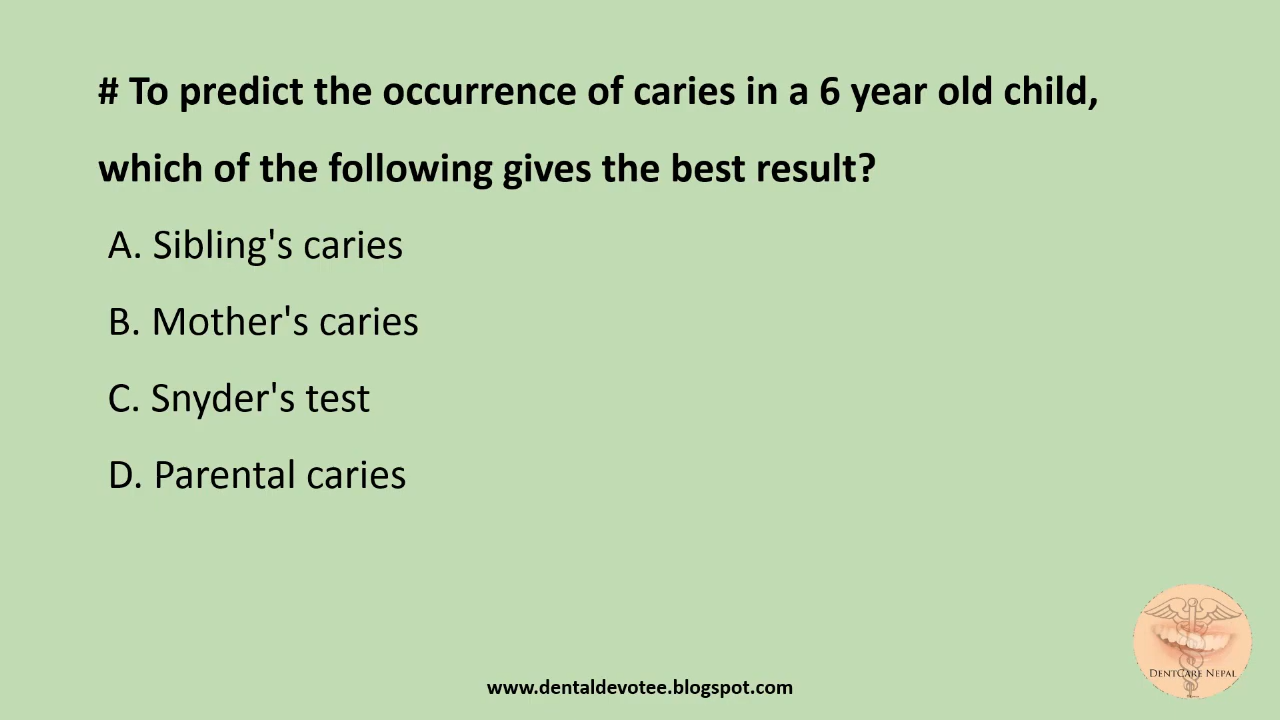 # To predict the occurrence of caries in a 6 year old child,
which of the following gives the best result?
A. Sibling's caries
B. Mother's caries
C. Snyder's test
D. Parental caries
DENTCARE NEPAL
www.dentaldevotee.blogspot.com